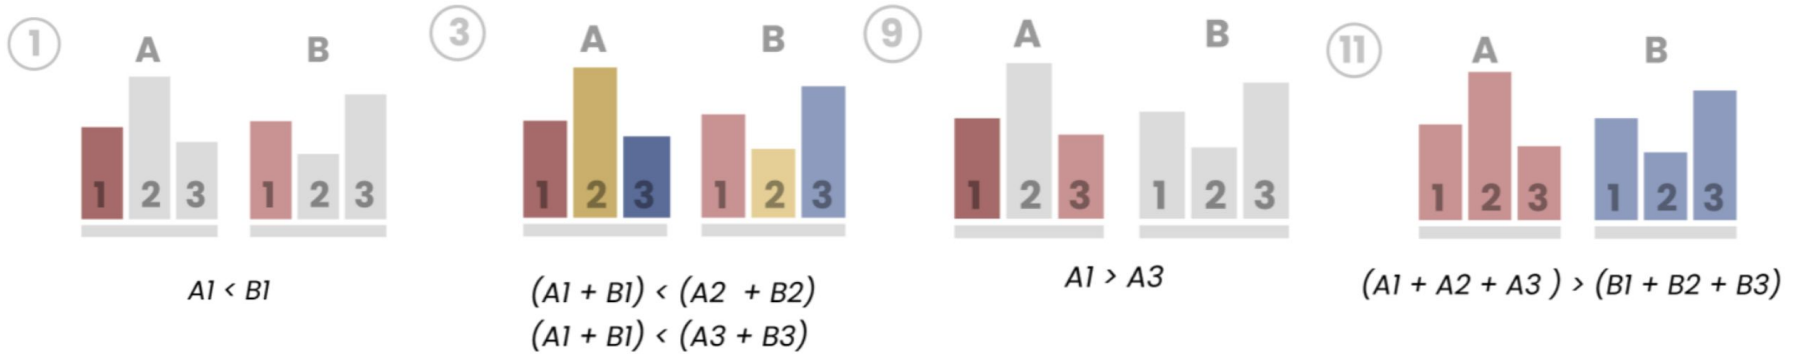 1
A B
1 2 3 1 2 3
A1 < B1
3
A B
1 2 3 1 2 3
(A1 + B1) < (A2 + B2)
(A1 + B1) < (A3 + B3)
9
A B
1 2 3 1 2 3
A1 > A3
11
A B
1 2 3 1 2 3
(A1 + A2 + A3 ) > (B1 + B2 + B3)